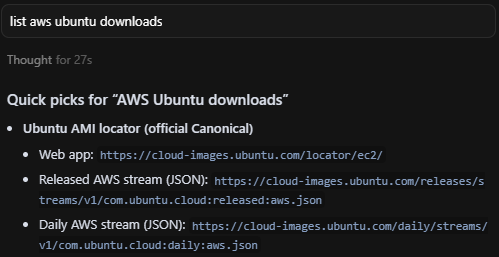 list aws ubuntu downloads
Thought for 27s
Quick picks for “AWS Ubuntu downloads”
• Ubuntu AMI locator (official Canonical)
• Web app: https://cloud-images.ubuntu.com/locator/ec2/
• Released AWS stream (JSON): https://cloud-images.ubuntu.com/releases/s
treams/v1/com.ubuntu.cloud:released:aws.json
• Daily AWS stream (JSON): https://cloud-images.ubuntu.com/daily/streams/
v1/com.ubuntu.cloud:daily:aws.json